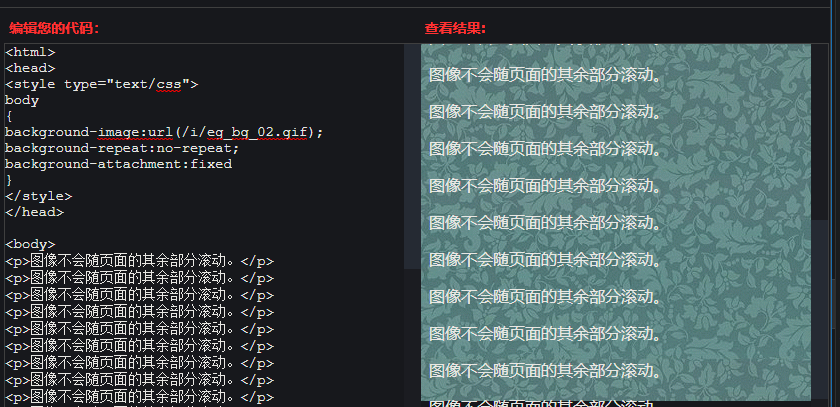 编辑您的代码:
<html>
<head>
<style type="text/css">
body
{
background-image:url(/i/eg_bg_02.gif);
background-repeat:no-repeat;
background-attachment:fixed
}
</style>
</head>
<body>
<p>图像不会随页面的其余部分滚动。</p>
<p>图像不会随页面的其余部分滚动。</p>
<p>图像不会随页面的其余部分滚动。</p>
<p>图像不会随页面的其余部分滚动。</p>
<p>图像不会随页面的其余部分滚动。</p>
<p>图像不会随页面的其余部分滚动。</p>
<p>图像不会随页面的其余部分滚动。</p>
<p>图像不会随页面的其余部分滚动。</p>
<p>图像不会随页面的其余部分滚动。</p>
查看结果:
图像不会随页面的其余部分滚动。
图像不会随页面的其余部分滚动。
图像不会随页面的其余部分滚动。
图像不会随页面的其余部分滚动。
图像不会随页面的其余部分滚动。
图像不会随页面的其余部分滚动。
图像不会随页面的其余部分滚动。
图像不会随页面的其余部分滚动。
图像不会随页面的其余部分滚动。